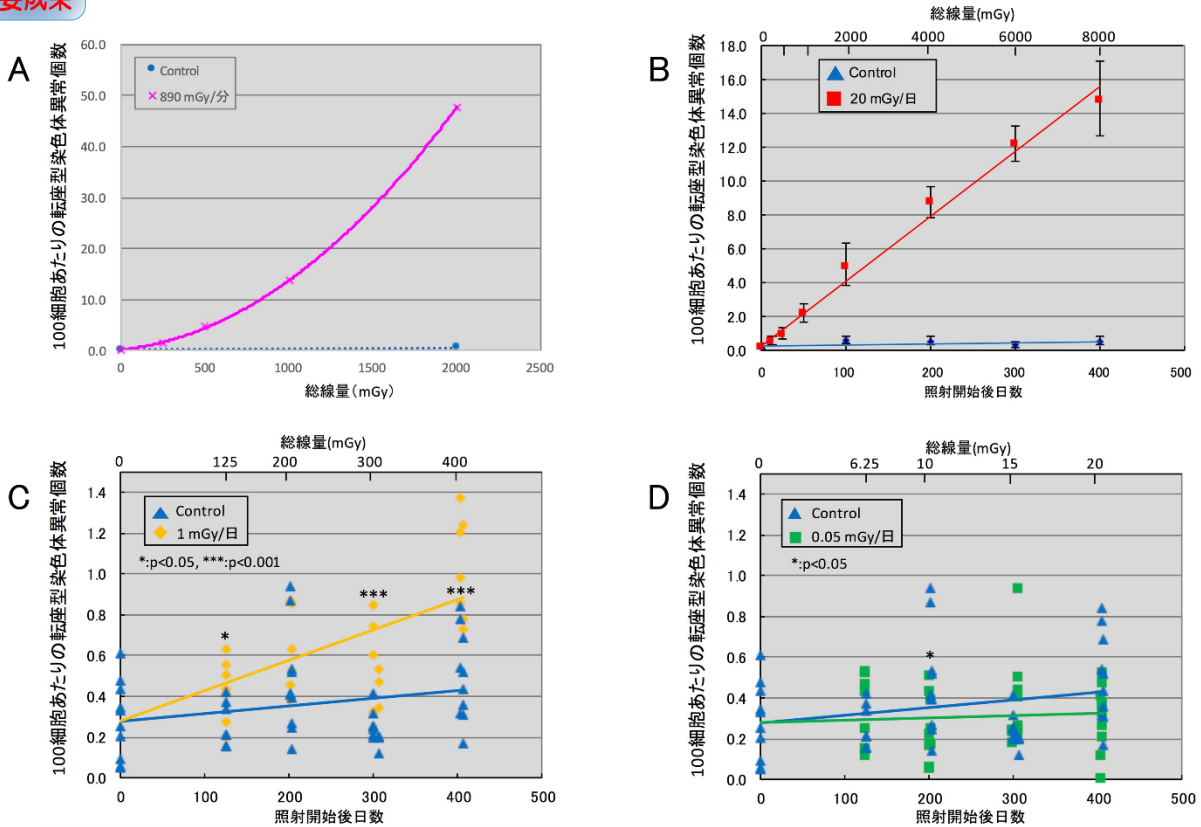 要成果
A
100細胞あたりの転座型染色体異常個数
60.0
50.0
40.0
30.0
20.0
10.0
0.0
Control
890 mGy/分
0 500 1000 1500 2000 2500
総線量(mGy)
B
総線量(mGy)
0 2000 4000 6000 8000
100細胞あたりの転座型染色体異常個数
18.0
16.0
14.0
12.0
10.0
8.0
6.0
4.0
2.0
0.0
Control
20 mGy/日
0 100 200 300 400 500
照射開始後日数
C
総線量(mGy)
0 125 200 300 400
100細胞あたりの転座型染色体異常個数
1.4
1.2
1.0
0.8
0.6
0.4
0.2
0.0
Control
1 mGy/日
*:p<0.05, ***:p<0.001
*
***
***
0 100 200 300 400 500
照射開始後日数
D
総線量(mGy)
0 6.25 10 15 20
100細胞あたりの転座型染色体異常個数
1.4
1.2
1.0
0.8
0.6
0.4
0.2
0.0
Control
0.05 mGy/日
*:p<0.05
*
0 100 200 300 400 500
照射開始後日数